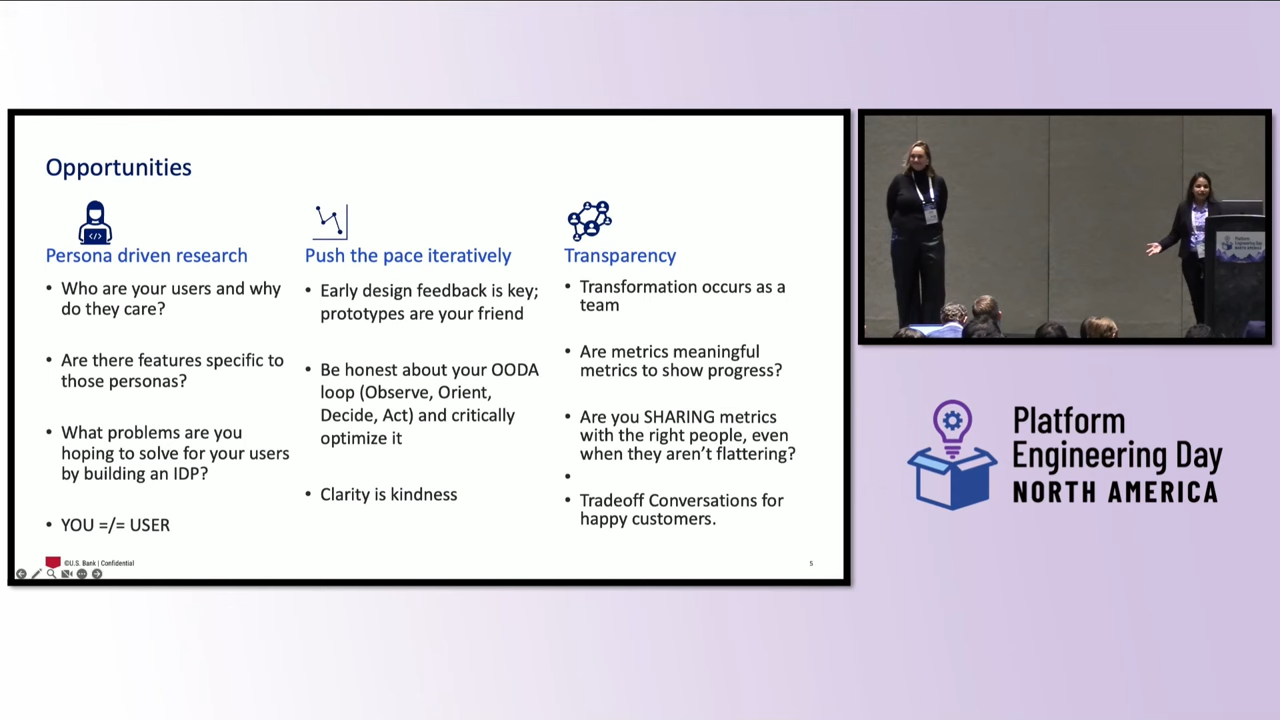 Opportunities
</>
Persona driven research
• Who are your users and why
do they care?
• Are there features specific to
those personas?
• What problems are you
hoping to solve for your users
by building an IDP?
• YOU =/= USER
Push the pace iteratively
• Early design feedback is key;
prototypes are your friend
• Be honest about your OODA
loop (Observe, Orient,
Decide, Act) and critically
optimize it
• Clarity is kindness
Transparency
• Transformation occurs as a
team
• Are metrics meaningful
metrics to show progress?
• Are you SHARING metrics
with the right people, even
when they aren't flattering?
•
• Tradeoff Conversations for
happy customers.
©U.S. Bank | Confidential
5
Platform
Engineering Day
NORTH AMERICA
Platform
Engineering Day
NORTH AMERICA